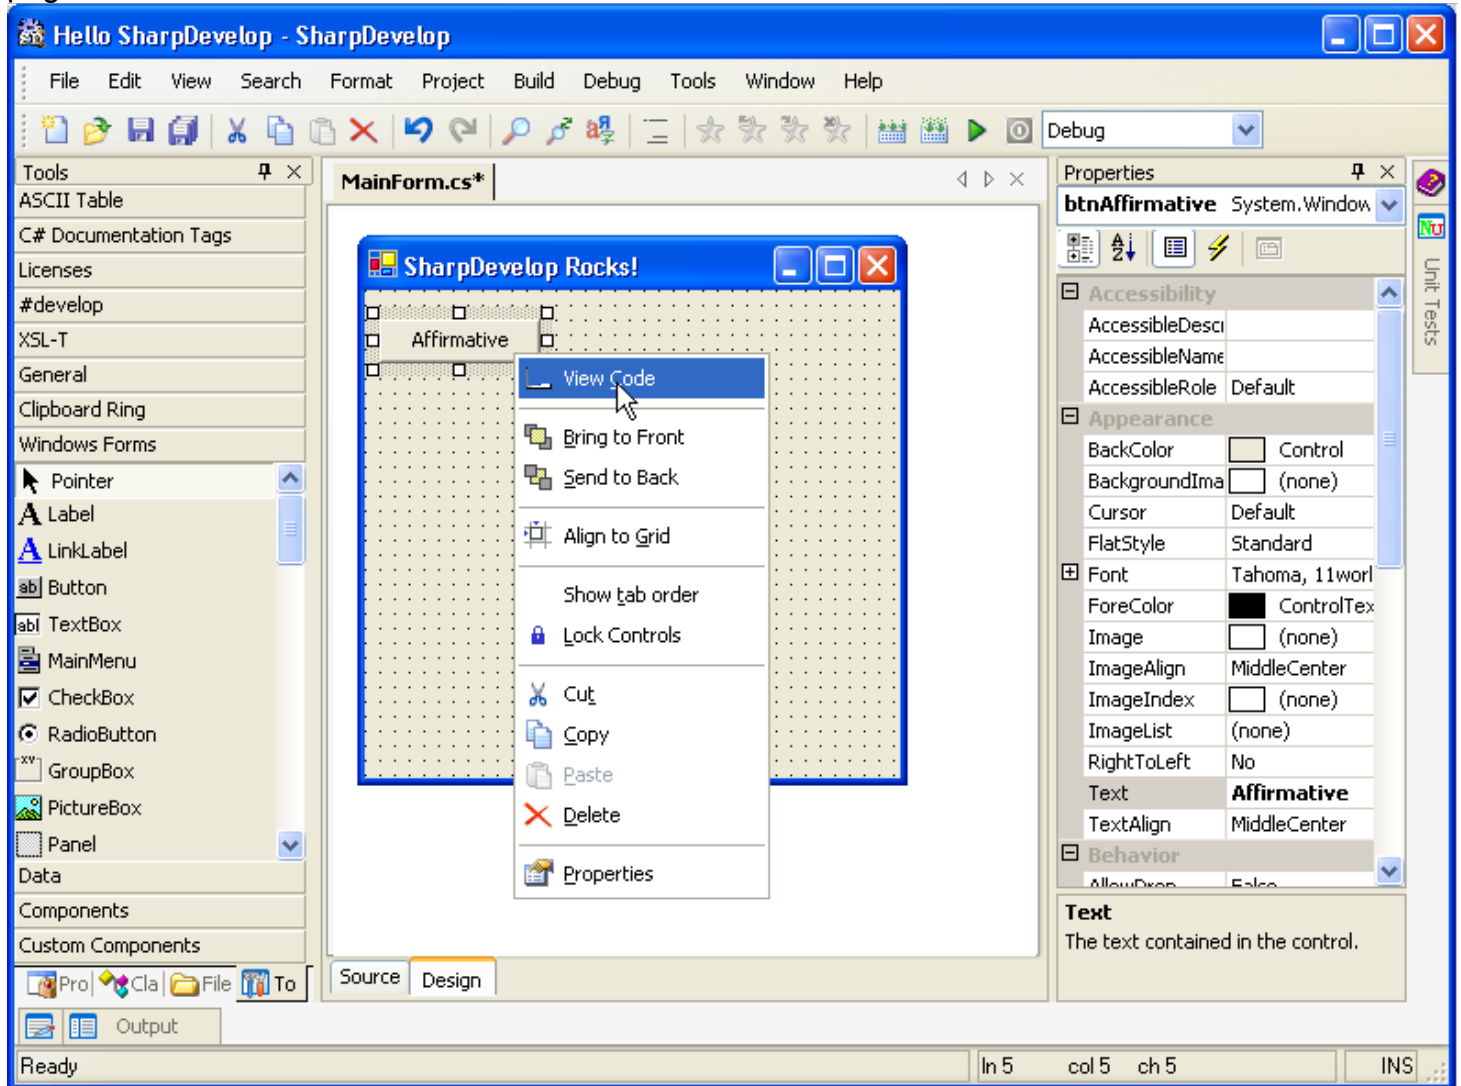 Hello SharpDevelop - SharpDevelop
File Edit View Search Format Project Build Debug Tools Window Help
Debug
Tools
ASCII Table
C# Documentation Tags
Licenses
#develop
XSL-T
General
Clipboard Ring
Windows Forms
Pointer
Label
LinkLabel
Button
TextBox
MainMenu
CheckBox
RadioButton
GroupBox
PictureBox
Panel
Data
Components
Custom Components
Pro Cla File To
MainForm.cs*
SharpDevelop Rocks!
Affirmative
View Code
Bring to Front
Send to Back
Align to Grid
Show tab order
Lock Controls
Cut
Copy
Paste
Delete
Properties
Source Design
Properties
btnAffirmative System.Window
Accessibility
AccessibleDescr
AccessibleName
AccessibleRole Default
Appearance
BackColor Control
BackgroundIma (none)
Cursor Default
FlatStyle Standard
Font Tahoma, 11worl
ForeColor ControlTex
Image (none)
ImageAlign MiddleCenter
ImageIndex (none)
ImageList (none)
RightToLeft No
Text Affirmative
TextAlign MiddleCenter
Behavior
AllowDrop False
Text
The text contained in the control.
Unit Tests
Output
Ready ln 5 col 5 ch 5 INS